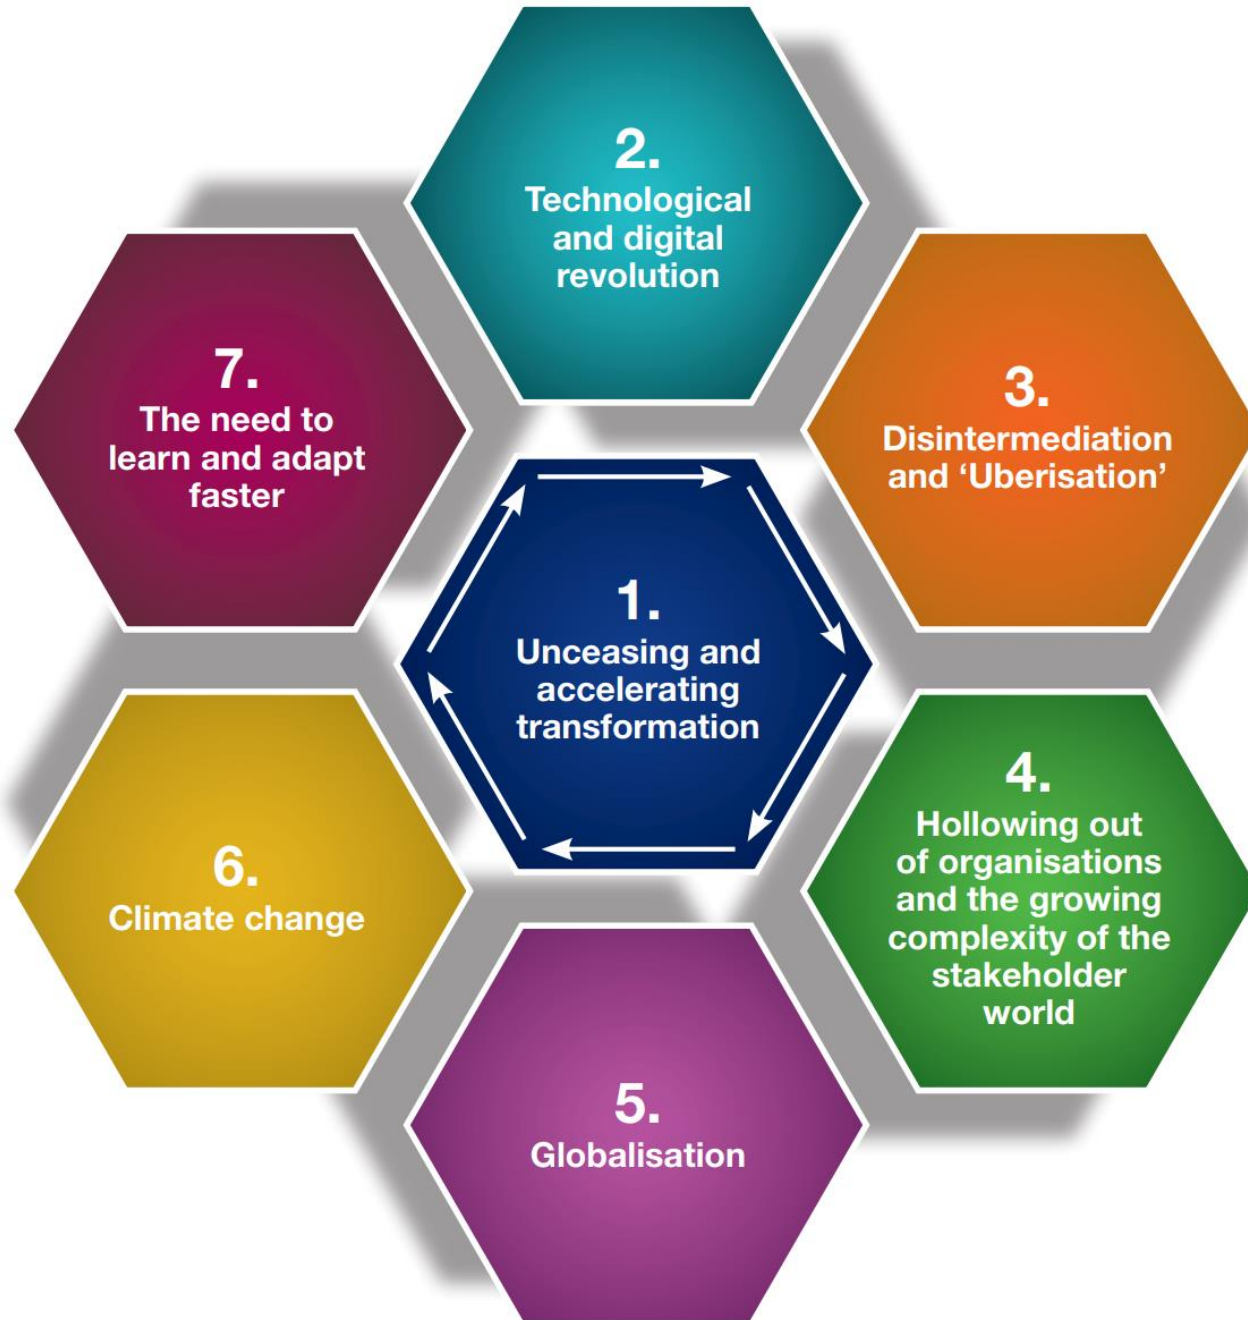 1.
Unceasing and
accelerating
transformation
2.
Technological
and digital
revolution
3.
Disintermediation
and ‘Uberisation’
4.
Hollowing out
of organisations
and the growing
complexity of the
stakeholder
world
5.
Globalisation
6.
Climate change
7.
The need to
learn and adapt
faster